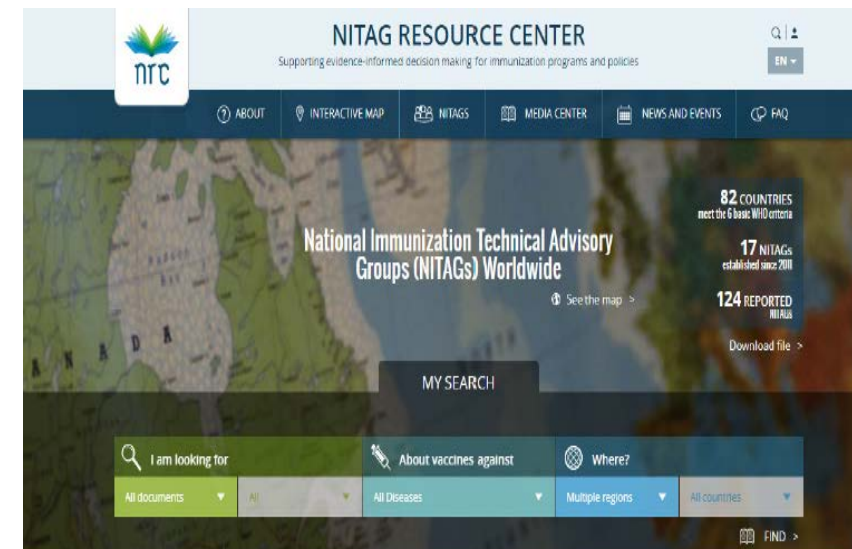 nrc
NITAG RESOURCE CENTER
Supporting evidence-informed decision making for immunization programs and policies
EN
ABOUT
INTERACTIVE MAP
NITAGS
MEDIA CENTER
NEWS AND EVENTS
FAQ
82 COUNTRIES
meet the 6 basic WHO criteria
17 NITAGs
established since 2011
124 REPORTED
NITAGs
Download file >
National Immunization Technical Advisory
Groups (NITAGs) Worldwide
See the map >
Hudson
Bay
CANADA
MY SEARCH
I am looking for
About vaccines against
Where?
All documents
All
All Diseases
Multiple regions
All countries
FIND >